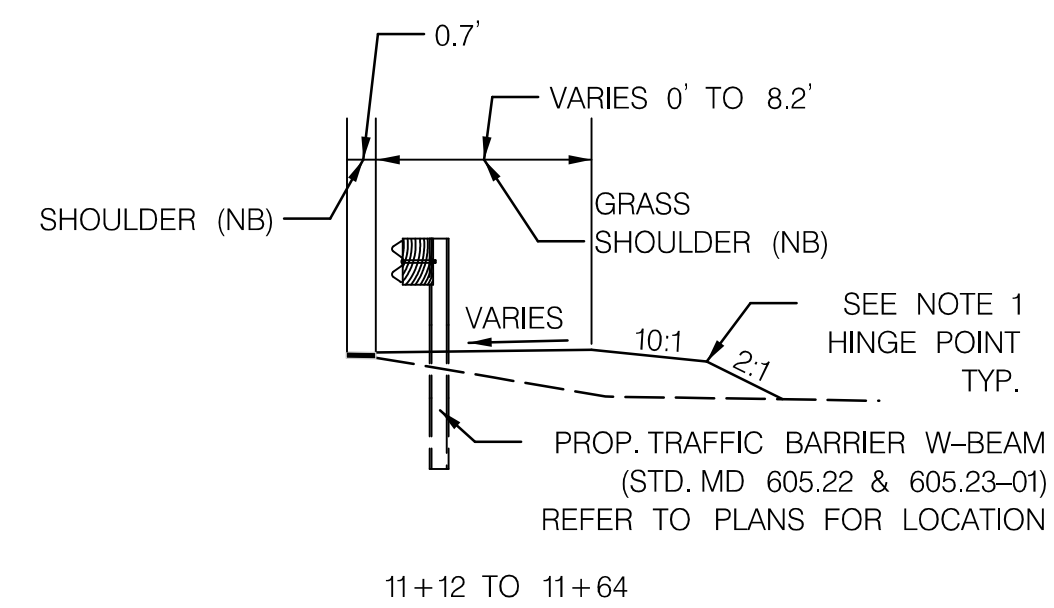 0.7'
VARIES 0' TO 8.2'
SHOULDER (NB)
GRASS
SHOULDER (NB)
VARIES
10:1
2:1
SEE NOTE 1
HINGE POINT
TYP.
PROP. TRAFFIC BARRIER W-BEAM
(STD. MD 605.22 & 605.23-01)
REFER TO PLANS FOR LOCATION
11+12 TO 11+64